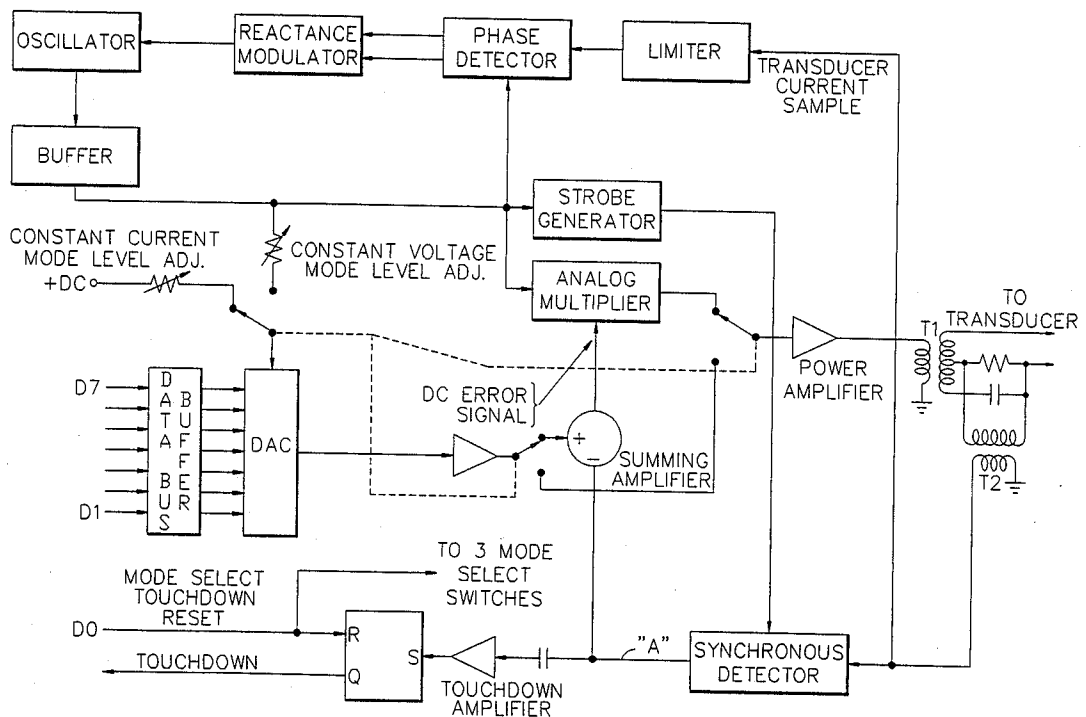 OSCILLATOR
REACTANCE
MODULATOR
PHASE
DETECTOR
LIMITER
TRANSDUCER
CURRENT
SAMPLE
BUFFER
STROBE
GENERATOR
CONSTANT CURRENT
MODE LEVEL ADJ.
+DC
CONSTANT VOLTAGE
MODE LEVEL ADJ.
ANALOG
MULTIPLIER
TO
TRANSDUCER
T1
POWER
AMPLIFIER
D7
DATA BUS
BUFFER
DAC
DC ERROR
SIGNAL
+
−
SUMMING
AMPLIFIER
T2
D1
TO 3 MODE
SELECT
SWITCHES
MODE SELECT
TOUCHDOWN
RESET
D0
R
S
Q
"A"
SYNCHRONOUS
DETECTOR
TOUCHDOWN
TOUCHDOWN
AMPLIFIER